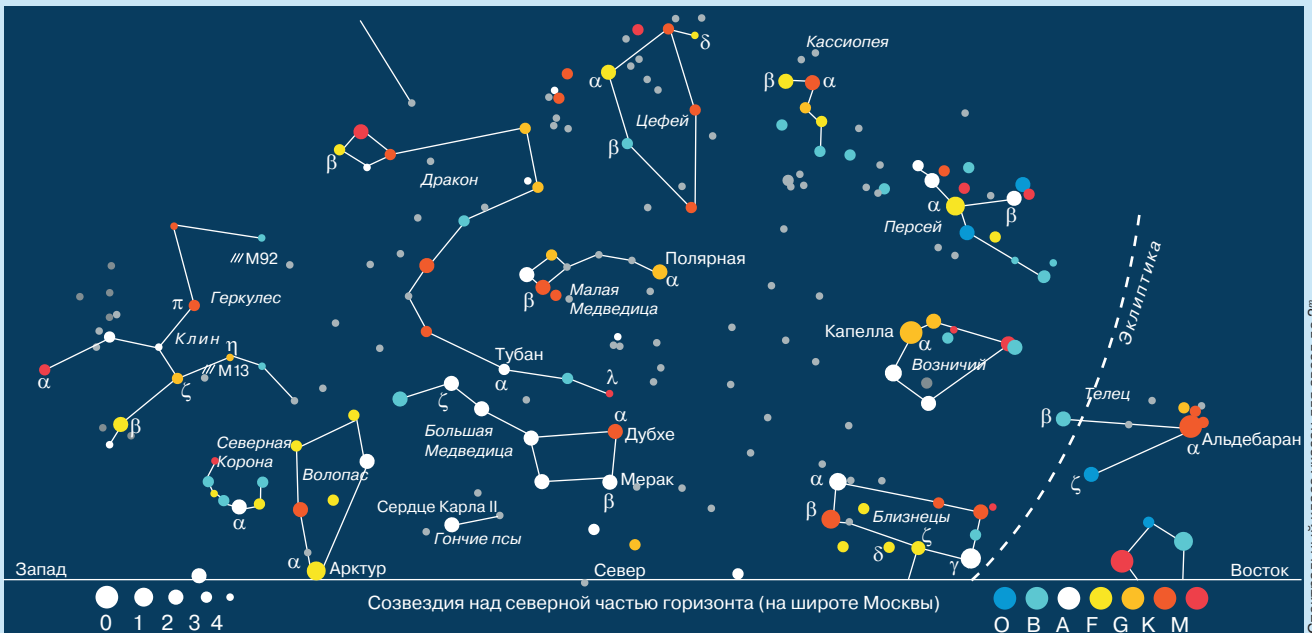 Кассиопея
δ
α
β
α
Цефей
β
β
Дракон
Персей
α
β
Полярная
α
Малая
Медведица
β
///M92
Геркулес
π
Клин
η
///M13
ζ
α
β
Эклиптика
Капелла
α
Возничий
Тубан
α
λ
Телец
β
Альдебаран
α
ζ
ζ
Большая
Медведица
α
Дубхе
Мерак
β
Северная
Корона
α
Волопас
Сердце Карла II
Гончие псы
α
Арктур
α
β
Близнецы
ζ
δ
γ
Запад
Север
Восток
0 1 2 3 4
Созвездия над северной частью горизонта (на широте Москвы)
O B A F G K M